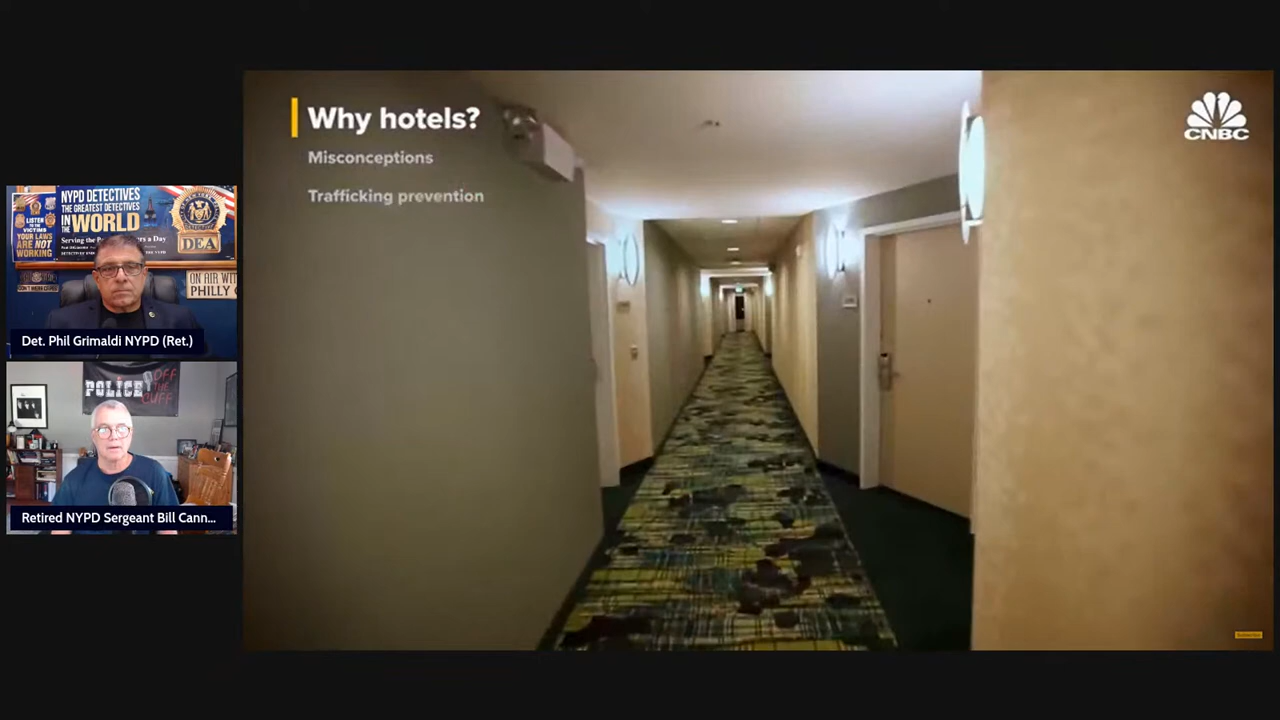 Why hotels?
Misconceptions
Trafficking prevention
CNBC
NYPD DETECTIVES
THE GREATEST DETECTIVES
IN THE WORLD
LISTEN
TO THE
VICTIMS
YOUR LAWS
ARE NOT
WORKING
DEA
ON AIR WIT
PHILLY
Det. Phil Grimaldi NYPD (Ret.)
POLICE OFF
THE
CUFF
Retired NYPD Sergeant Bill Cann...